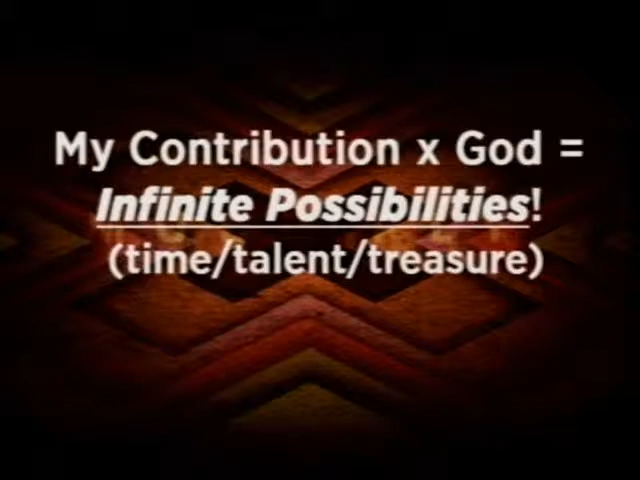 My Contribution x God =
Infinite Possibilities!
(time/talent/treasure)